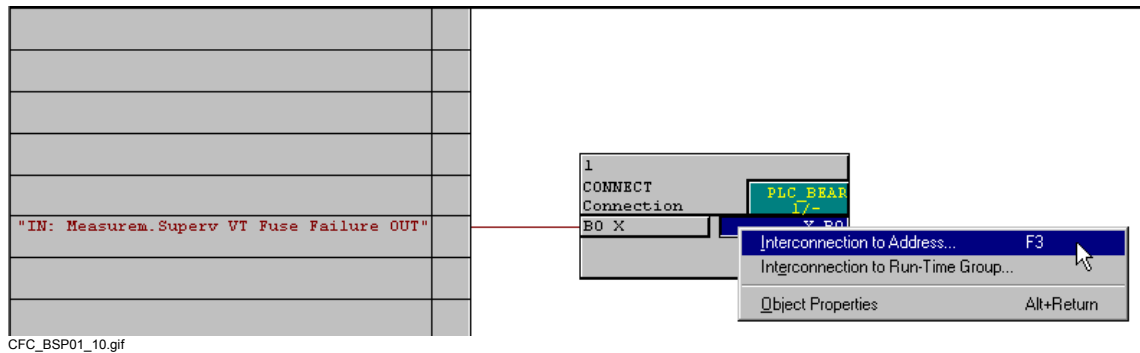 1
CONNECT
Connection
PLC_BEAR
1/-
"IN: Measurem.Superv VT Fuse Failure OUT"
BO X
Y BO
Interconnection to Address... F3
Interconnection to Run-Time Group...
Object Properties Alt+Return
CFC_BSP01_10.gif